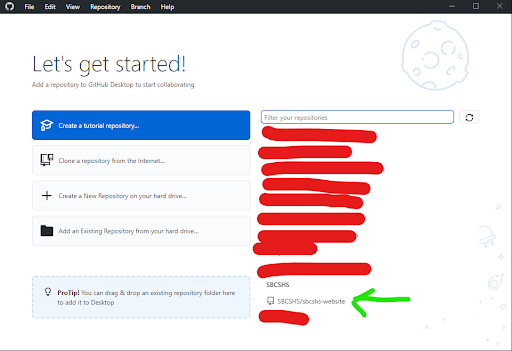 File Edit View Repository Branch Help
Let's get started!
Add a repository to GitHub Desktop to start collaborating
Create a tutorial repository...
Clone a repository from the Internet...
Create a New Repository on your hard drive...
Add an Existing Repository from your hard drive...
ProTip! You can drag & drop an existing repository folder here
to add it to Desktop
Filter your repositories
SBCSHS
SBCSHS/sbcshs-website